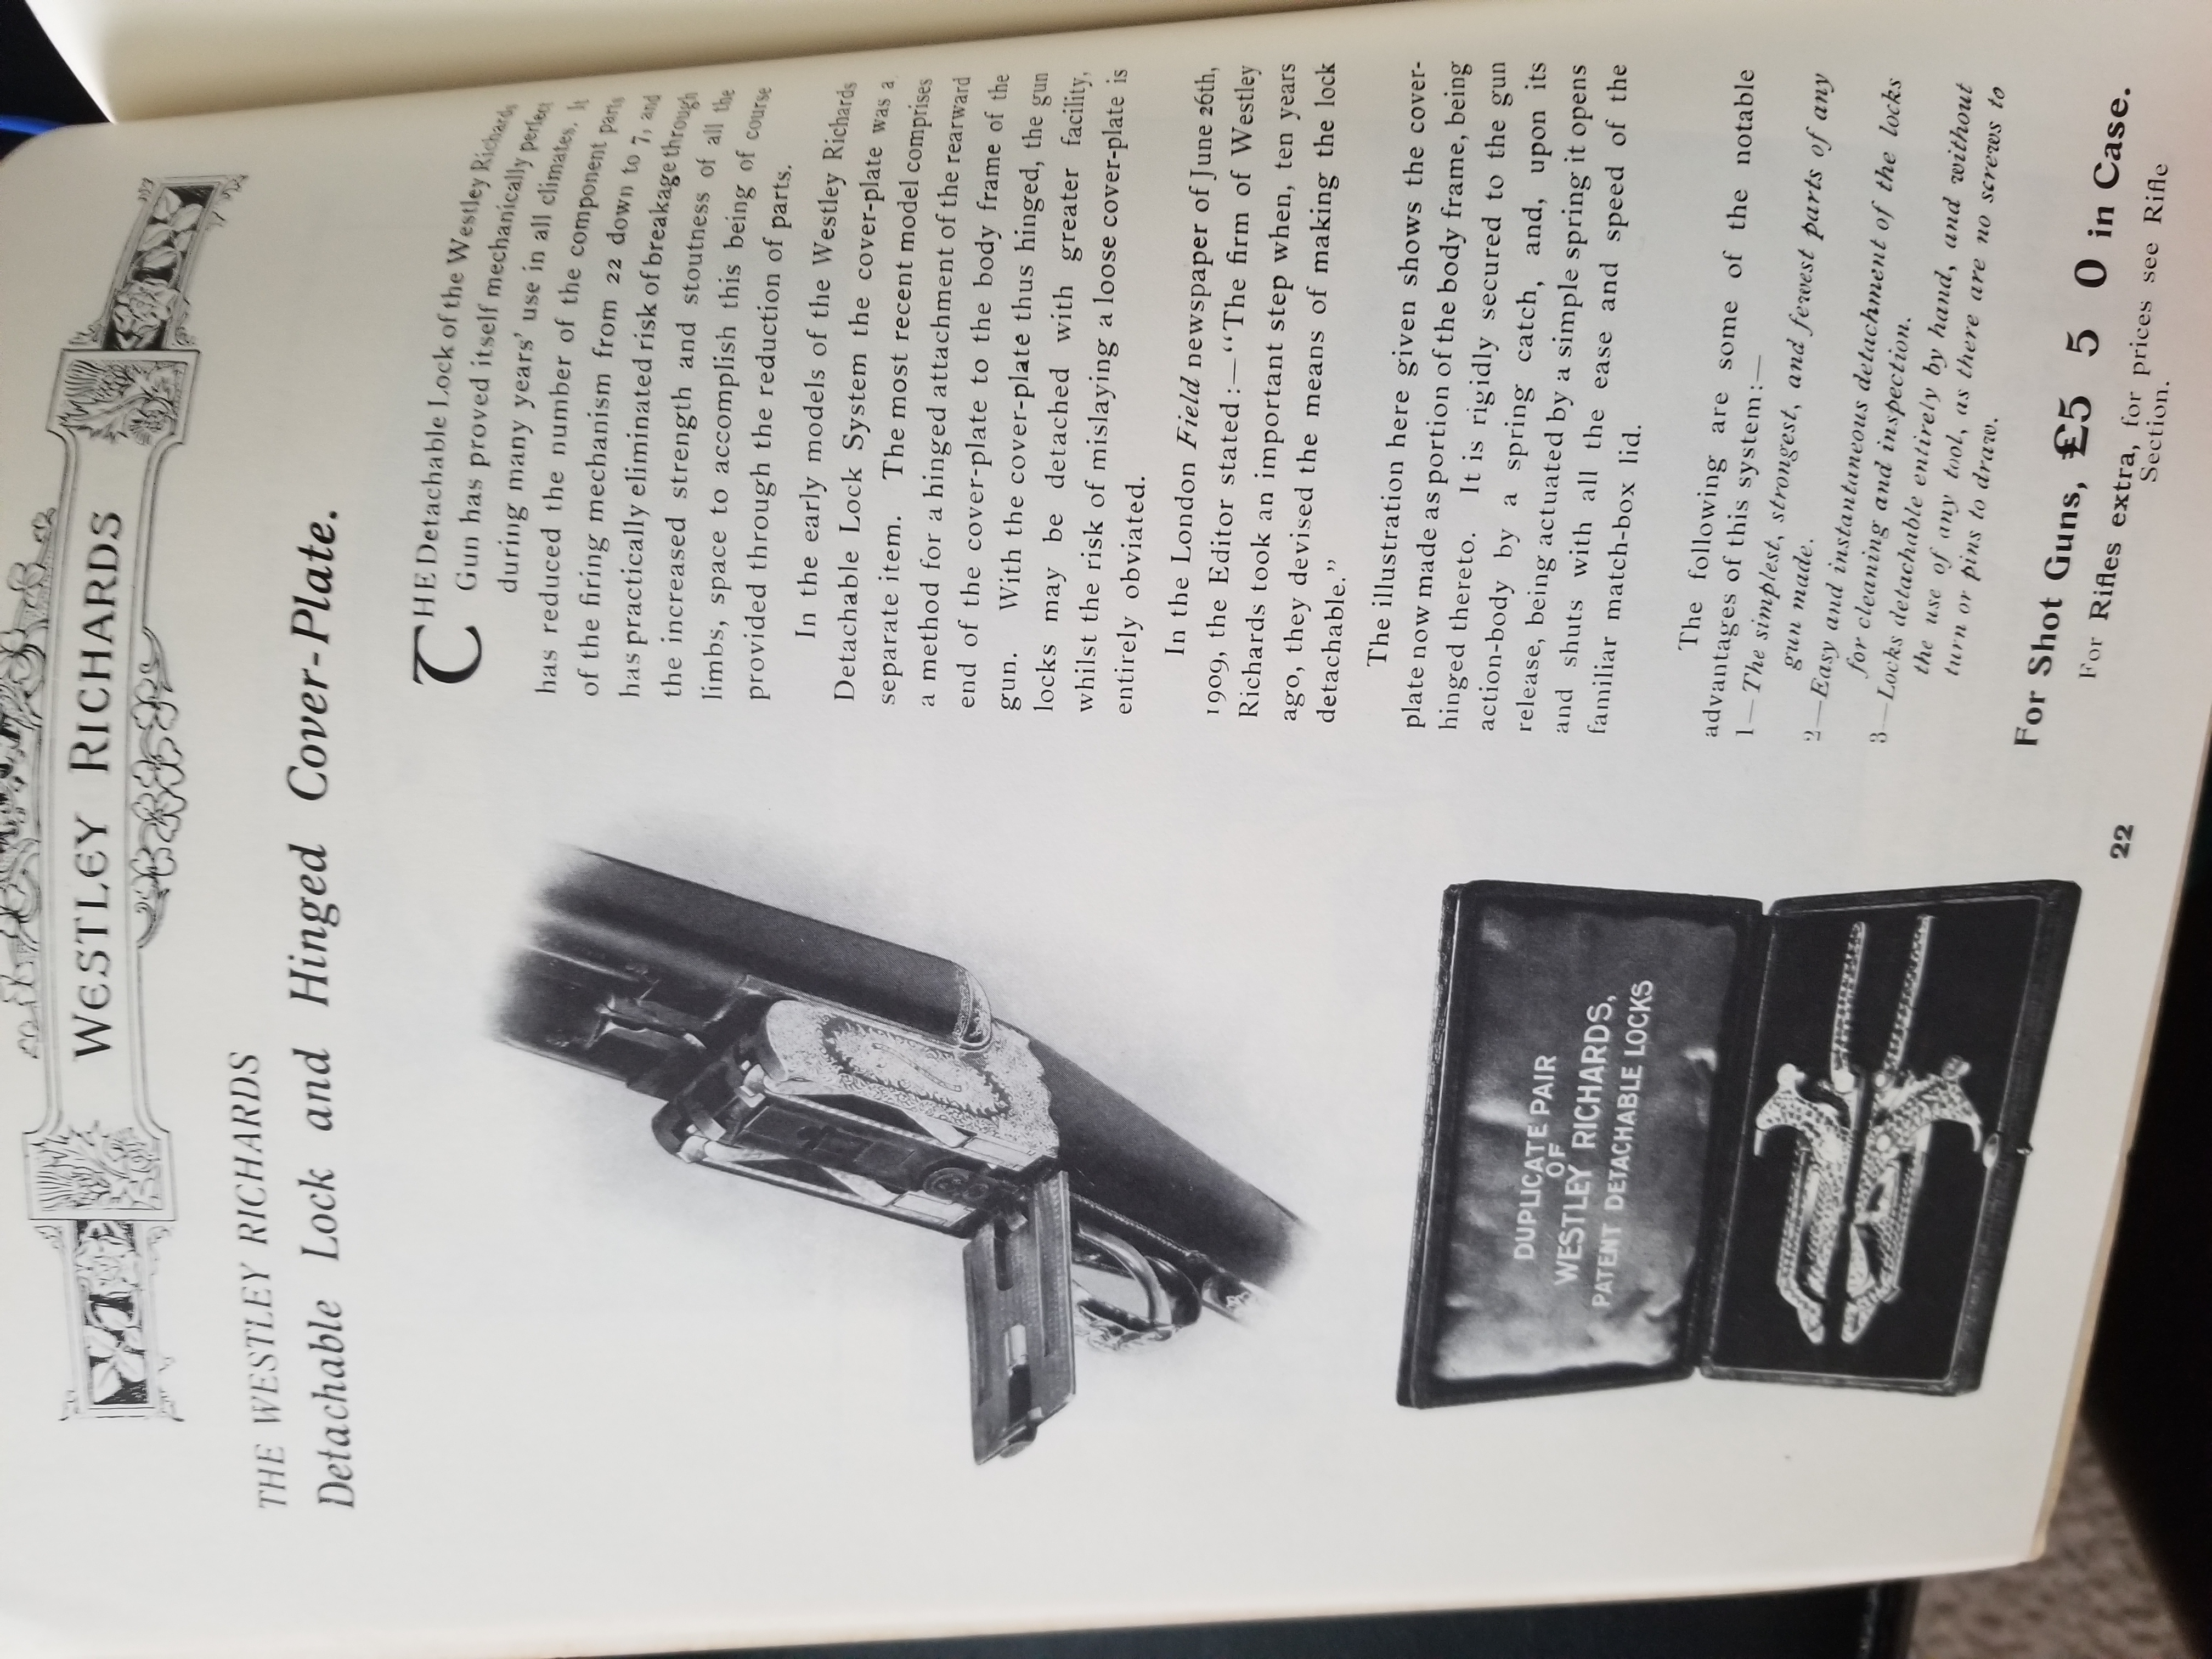 WESTLEY RICHARDS
THE WESTLEY RICHARDS
Detachable Lock and Hinged Cover-Plate.
THE Detachable Lock of the Westley Richards
Gun has proved itself mechanically perfect
during many years' use in all climates. It
has reduced the number of the component parts
of the firing mechanism from 22 down to 7, and
has practically eliminated risk of breakage through
the increased strength and stoutness of all the
limbs, space to accomplish this being of course
provided through the reduction of parts.
In the early models of the Westley Richards
Detachable Lock System the cover-plate was a
separate item. The most recent model comprises
a method for a hinged attachment of the rearward
end of the cover-plate to the body frame of the
gun. With the cover-plate thus hinged, the gun
locks may be detached with greater facility,
whilst the risk of mislaying a loose cover-plate is
entirely obviated.
In the London Field newspaper of June 26th,
1909, the Editor stated:—“The firm of Westley
Richards took an important step when, ten years
ago, they devised the means of making the lock
detachable.”
The illustration here given shows the cover-
plate now made as portion of the body frame, being
hinged thereto. It is rigidly secured to the gun
action-body by a spring catch, and, upon its
release, being actuated by a simple spring it opens
and shuts with all the ease and speed of the
familiar match-box lid.
The following are some of the notable
advantages of this system:—
1—The simplest, strongest, and fewest parts of any
gun made.
2—Easy and instantaneous detachment of the locks
for cleaning and inspection.
3—Locks detachable entirely by hand, and without
the use of any tool, as there are no screws to
turn or pins to draw.
For Shot Guns, £5 5 0 in Case.
For Rifles extra, for prices see Rifle
Section.
DUPLICATE PAIR
OF
WESTLEY RICHARDS,
PATENT DETACHABLE LOCKS
22